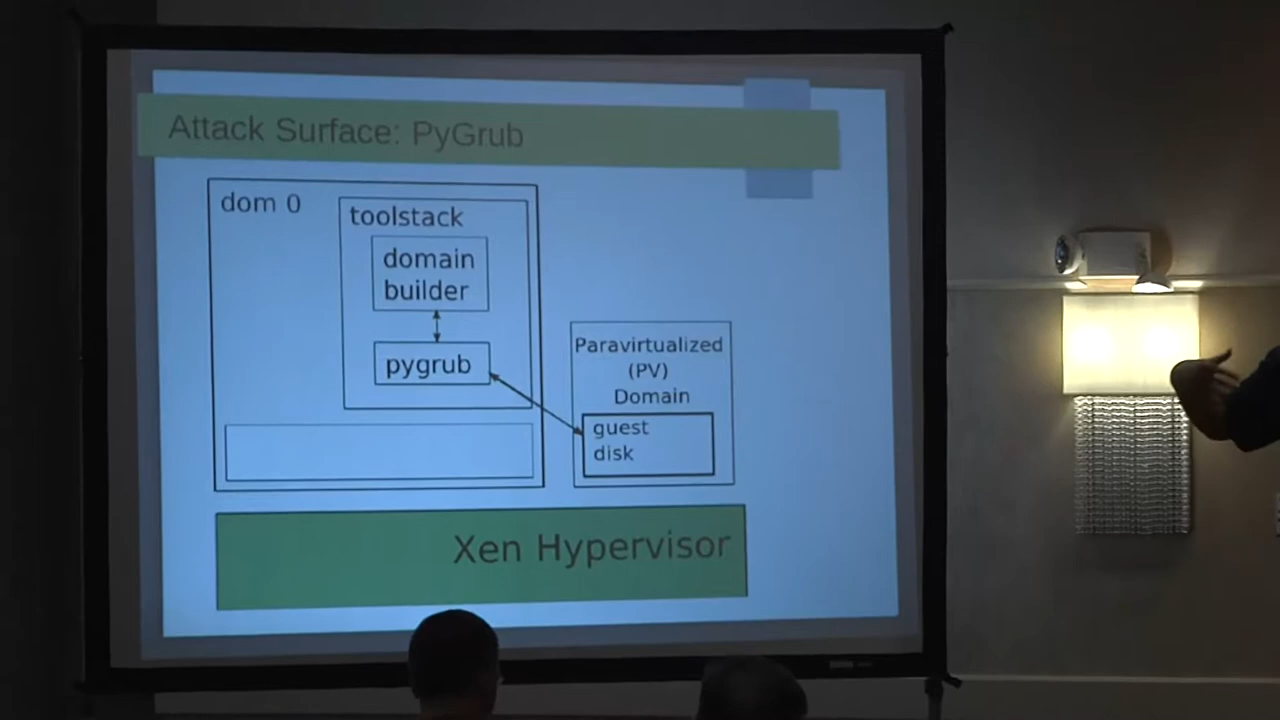 Attack Surface: PyGrub
dom 0
toolstack
domain
builder
pygrub
Paravirtualized
(PV)
Domain
guest
disk
Xen Hypervisor